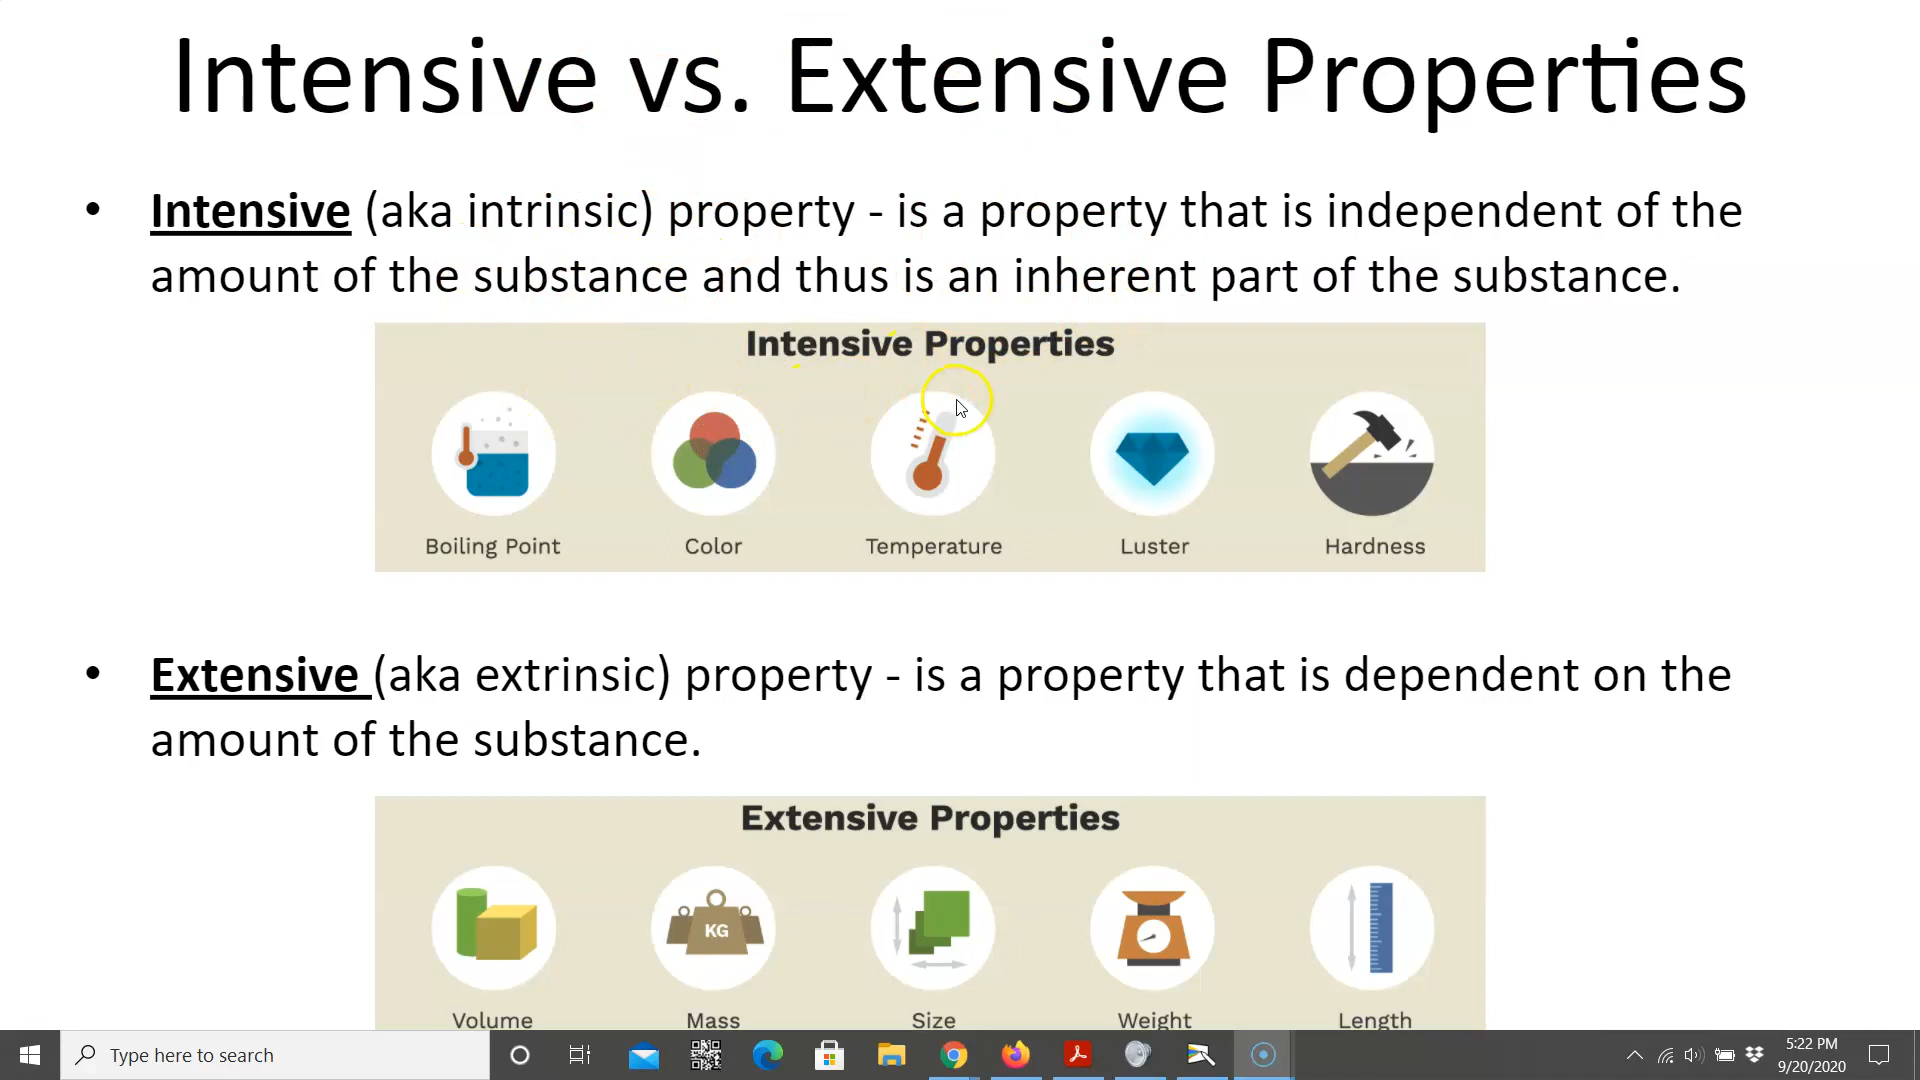 Intensive vs. Extensive Properties
• Intensive (aka intrinsic) property - is a property that is independent of the
amount of the substance and thus is an inherent part of the substance.
Intensive Properties
Boiling Point Color Temperature Luster Hardness
• Extensive (aka extrinsic) property - is a property that is dependent on the
amount of the substance.
Extensive Properties
KG
Volume Mass Size Weight Length
Type here to search
5:22 PM
9/20/2020